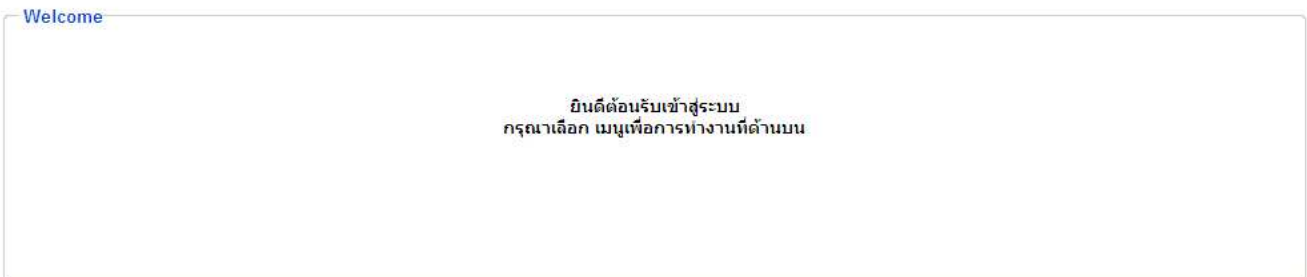 Welcome
ยินดีต้อนรับเข้าสู่ระบบ
กรุณาเลือก เมนูเพื่อการทำงานที่ด้านบน